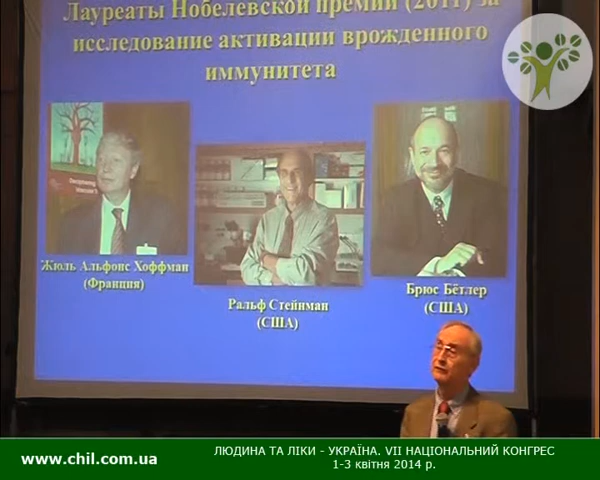 Лауреаты Нобелевской премии (2011) за
исследование активации врожденного
иммунитета
Жюль Альфонс Хоффман
(Франция)
Ральф Стейнман
(США)
Брюс Бётлер
(США)
www.chil.com.ua
ЛЮДИНА ТА ЛІКИ - УКРАЇНА. VII НАЦІОНАЛЬНИЙ КОНГРЕС
1-3 квітня 2014 р.